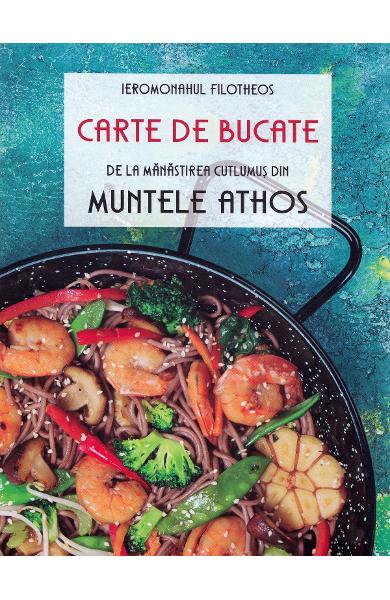 IEROMONAHUL FILOTHEOS
CARTE DE BUCATE
DE LA MĂNĂSTIREA CUTLUMUS DIN
MUNTELE ATHOS